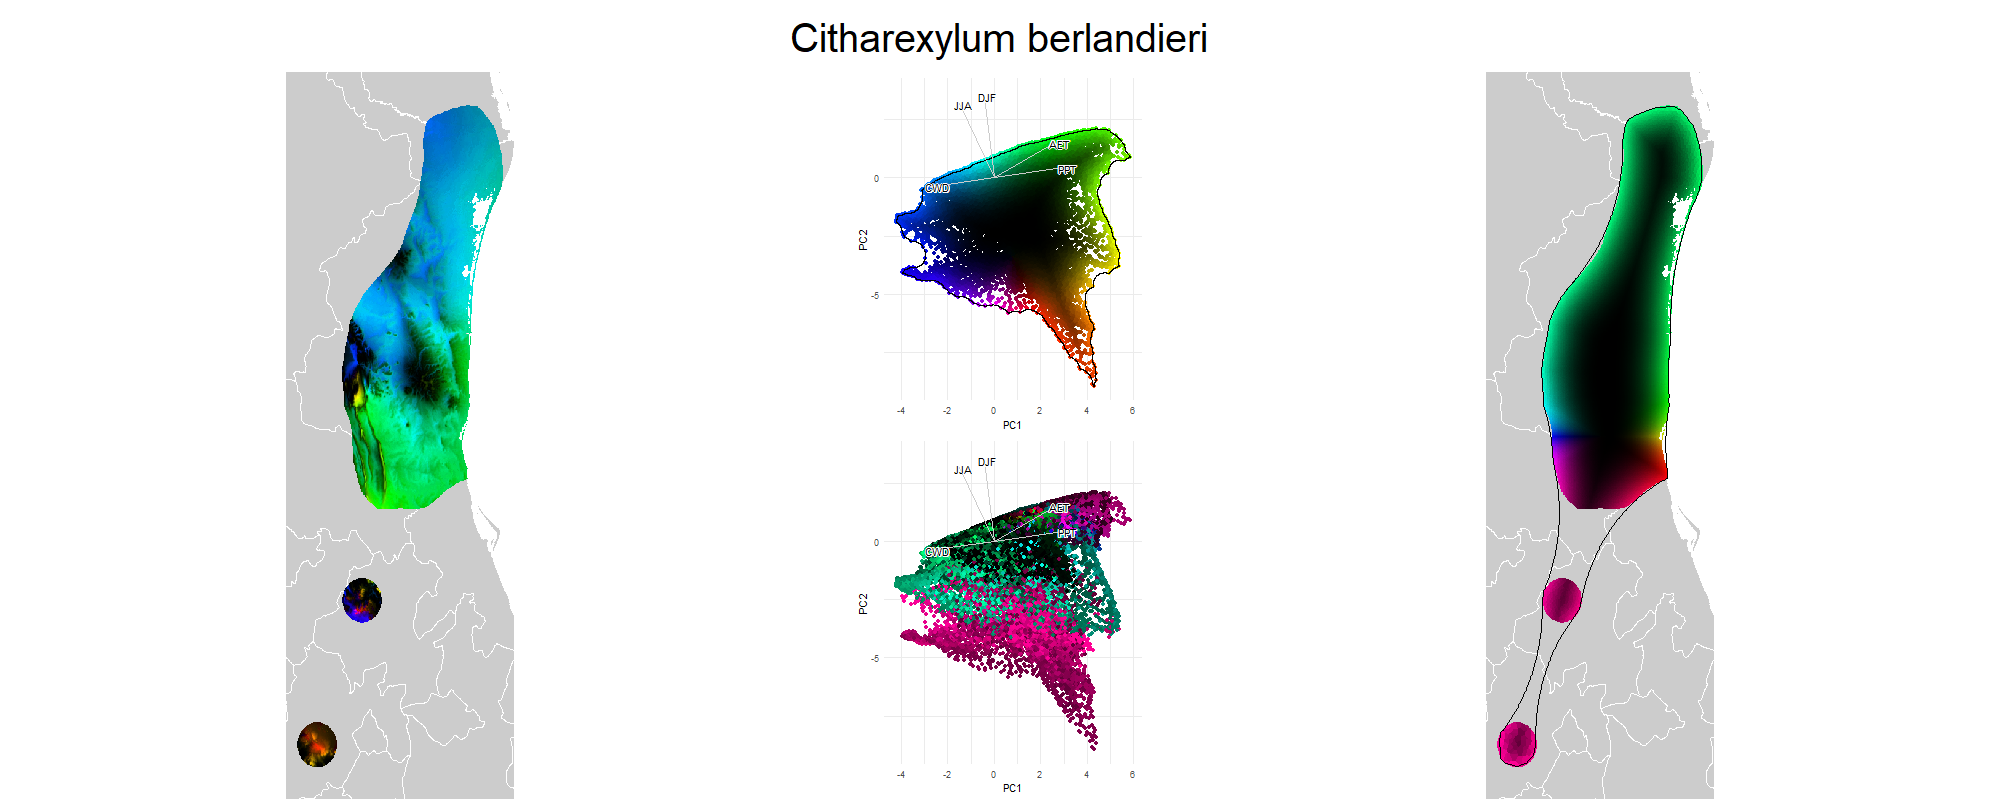 Citharexylum berlandieri
JJA DJF
AET
0
PPT
CWD
PC2
-5
-4 -2 0 2 4 6
PC1
JJA DJF
AET
0
PPT
CWD
PC2
-5
-4 -2 0 2 4 6
PC1